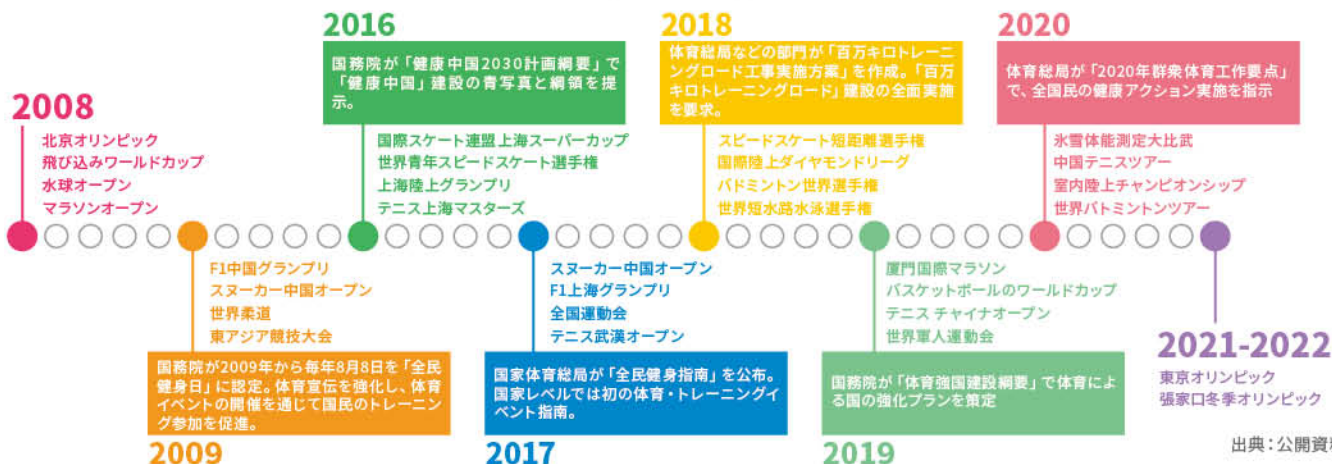 2008
北京オリンピック
飛び込みワールドカップ
水球オープン
マラソンオープン
F1中国グランプリ
スヌーカー中国オープン
世界柔道
東アジア競技大会
国務院が2009年から毎年8月8日を「全民
健身日」に認定。体育宣伝を強化し、体育
イベントの開催を通じて国民のトレーニン
グ参加を促進。
2009
2016
国務院が「健康中国2030計画綱要」で
「健康中国」建設の青写真と綱領を提
示。
国際スケート連盟上海スーパーカップ
世界青年スピードスケート選手権
上海陸上グランプリ
テニス上海マスターズ
スヌーカー中国オープン
F1上海グランプリ
全国運動会
テニス武漢オープン
国家体育総局が「全民健身指南」を公布。
国家レベルでは初の体育・トレーニングイ
ベント指南。
2017
2018
体育総局などの部門が「百万キロトレーニ
ングロード工事実施方案」を作成。「百万
キロトレーニングロード」建設の全面実施
を要求。
スピードスケート短距離選手権
国際陸上ダイヤモンドリーグ
バドミントン世界選手権
世界短水路水泳選手権
厦門国際マラソン
バスケットボールのワールドカップ
テニス チャイナオープン
世界軍人運動会
国務院が「体育強国建設綱要」で体育によ
る国の強化プランを策定
2019
2020
体育総局が「2020年群衆体育工作要点」
で、全国民の健康アクション実施を指示
氷雪体能測定大比武
中国テニスツアー
室内陸上チャンピオンシップ
世界バトミントンツアー
2021-2022
東京オリンピック
張家口冬季オリンピック
出典：公開資料